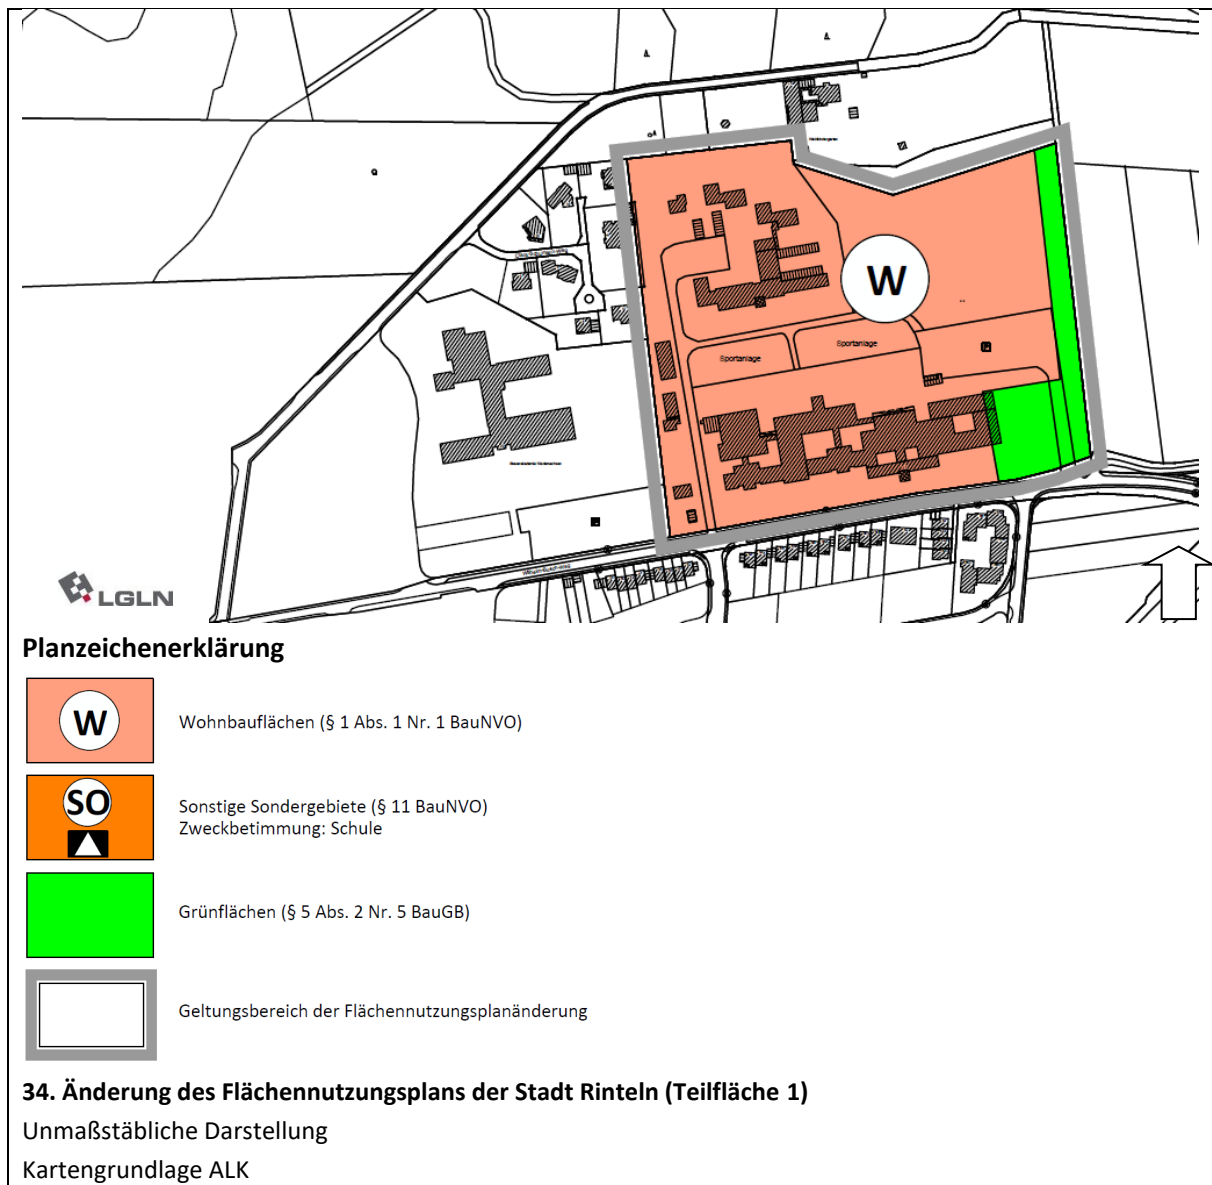 W
Sportanlage
Sportanlage
LGLN
Planzeichenerklärung
W
Wohnbauflächen (§ 1 Abs. 1 Nr. 1 BauNVO)
SO
Sonstige Sondergebiete (§ 11 BauNVO)
Zweckbetimmung: Schule
Grünflächen (§ 5 Abs. 2 Nr. 5 BauGB)
Geltungsbereich der Flächennutzungsplanänderung
34. Änderung des Flächennutzungsplans der Stadt Rinteln (Teilfläche 1)
Unmaßstäbliche Darstellung
Kartengrundlage ALK